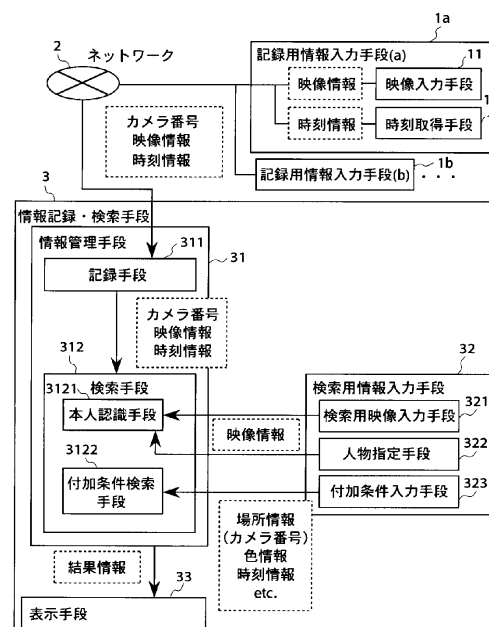 1a
2
ネットワーク
記録用情報入力手段(a)
11
映像情報
映像入力手段
時刻情報
時刻取得手段
カメラ番号
映像情報
時刻情報
1b
記録用情報入力手段(b)
・・・
3
情報記録・検索手段
情報管理手段
311
31
記録手段
カメラ番号
映像情報
時刻情報
312
検索手段
3121
本人認識手段
3122
付加条件検索
手段
32
検索用情報入力手段
321
検索用映像入力手段
映像情報
322
人物指定手段
323
付加条件入力手段
場所情報
(カメラ番号)
色情報
時刻情報
etc.
結果情報
33
表示手段